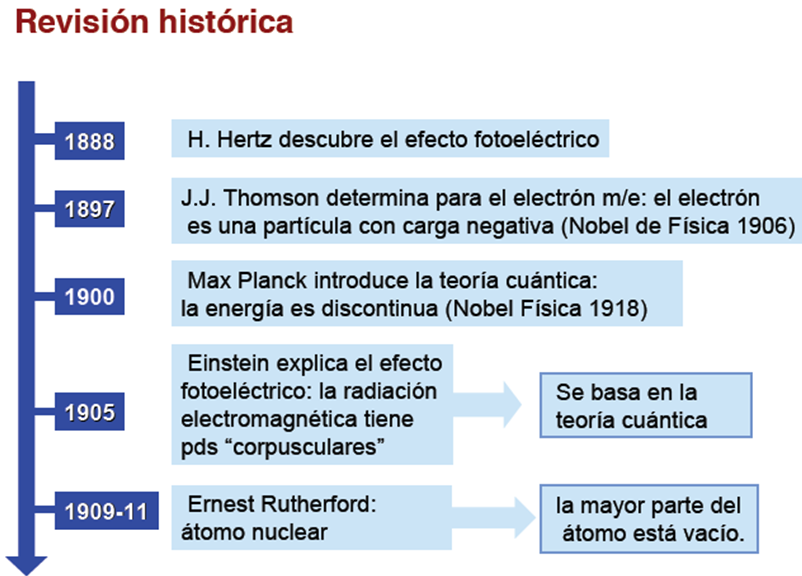 Revisión histórica
1888
H. Hertz descubre el efecto fotoeléctrico
1897
J.J. Thomson determina para el electrón m/e: el electrón
es una partícula con carga negativa (Nobel de Física 1906)
1900
Max Planck introduce la teoría cuántica:
la energía es discontinua (Nobel Física 1918)
1905
Einstein explica el efecto
fotoeléctrico: la radiación
electromagnética tiene
pds “corpusculares”
Se basa en la
teoría cuántica
1909-11
Ernest Rutherford:
átomo nuclear
la mayor parte del
átomo está vacío.